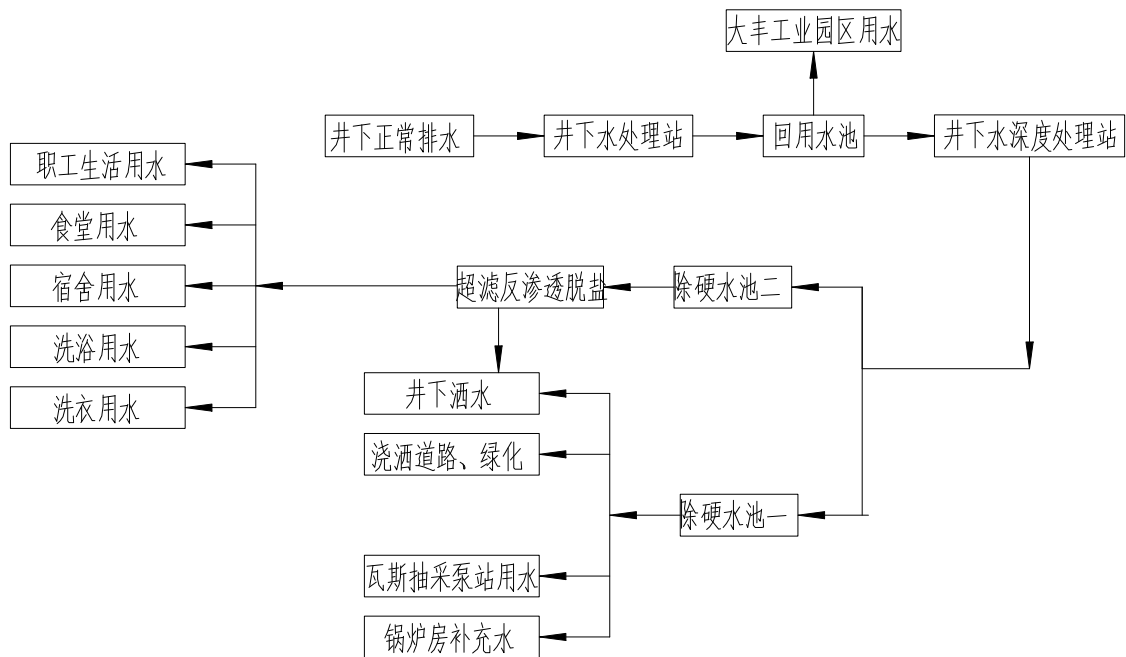 大丰工业园区用水
井下正常排水
井下水处理站
回用水池
井下水深度处理站
职工生活用水
食堂用水
宿舍用水
超滤反渗透脱盐
除硬水池二
洗浴用水
井下洒水
洗衣用水
浇洒道路、绿化
除硬水池一
瓦斯抽采泵站用水
锅炉房补充水